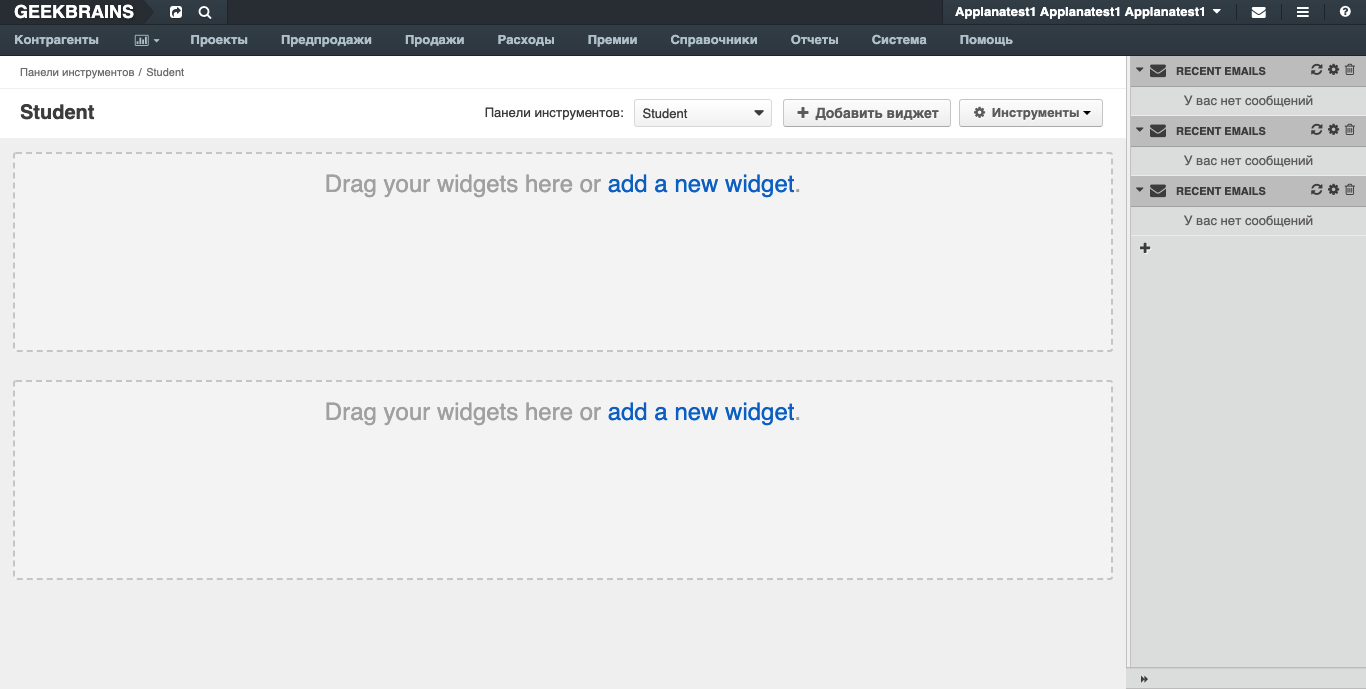 GEEKBRAINS
Applanatest1 Applanatest1 Applanatest1
Контрагенты Проекты Предпродажи Продажи Расходы Премии Справочники Отчеты Система Помощь
Панели инструментов / Student
Student
Панели инструментов: Student Добавить виджет Инструменты
Drag your widgets here or add a new widget.
Drag your widgets here or add a new widget.
RECENT EMAILS
У вас нет сообщений
RECENT EMAILS
У вас нет сообщений
RECENT EMAILS
У вас нет сообщений